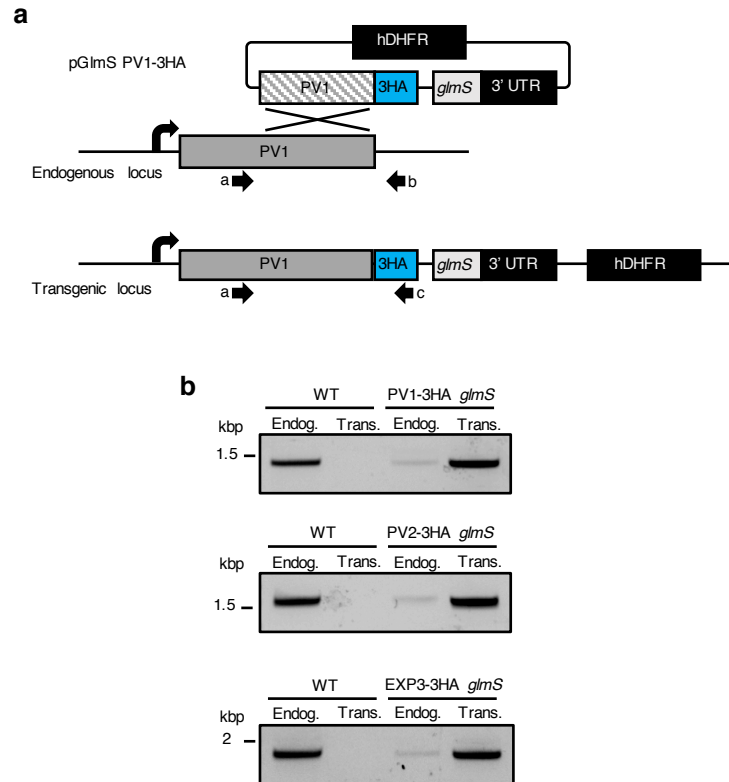 a
hDHFR
pGlmS PV1-3HA
PV1 3HA glmS 3' UTR
PV1
Endogenous locus
a b
PV1 3HA glmS 3' UTR hDHFR
Transgenic locus
a c
b
WT PV1-3HA glmS
kbp Endog. Trans. Endog. Trans.
1.5
WT PV2-3HA glmS
kbp Endog. Trans. Endog. Trans.
1.5
WT EXP3-3HA glmS
kbp Endog. Trans. Endog. Trans.
2